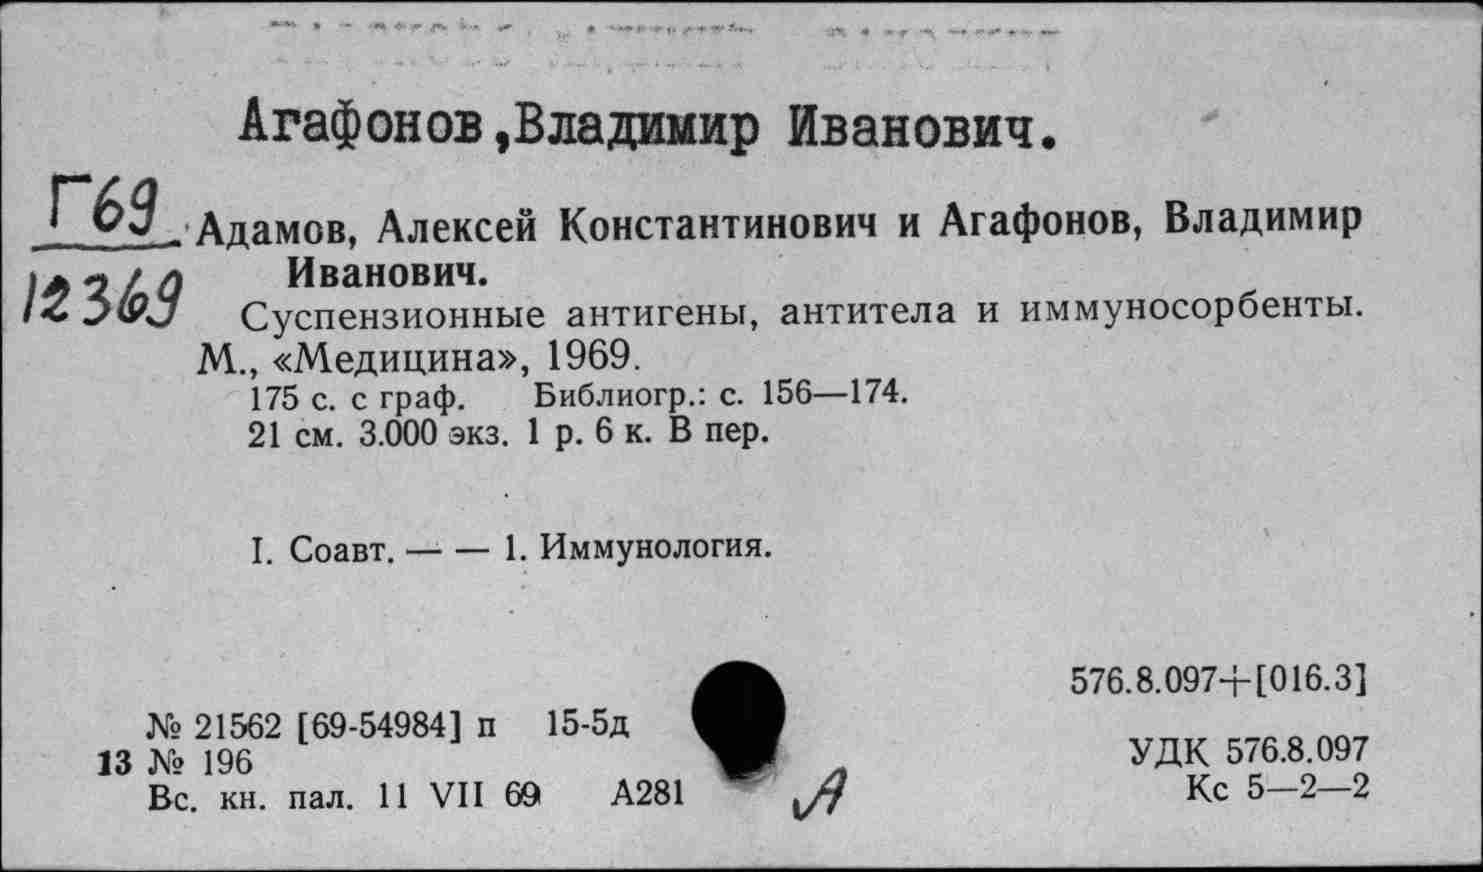 Агафонов,Владимир Иванович.
Г69
12369
Адамов, Алексей Константинович и Агафонов, Владимир
Иванович.
Суспензионные антигены, антитела и иммуносорбенты.
М., «Медицина», 1969.
175 с. с граф. Библиогр.: с. 156—174.
21 см. 3.000 экз. 1 р. 6 к. В пер.
I. Соавт. — — 1. Иммунология.
576.8.097+[016.3]
№ 21562 [69-54984] п 15-5д
13 № 196
УДК 576.8.097
Вс. кн. пал. 11 VII 69 А281
Кс 5—2—2
А